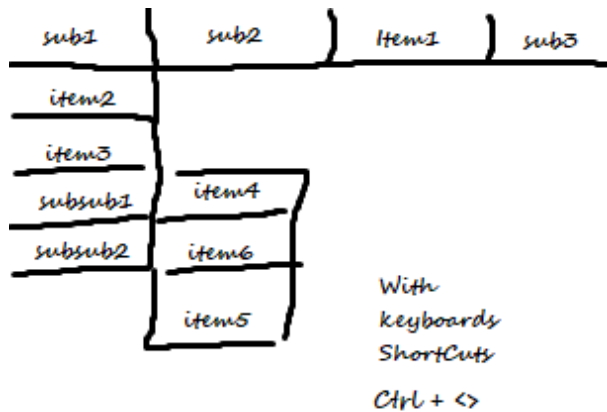 sub1 sub2 Item1 sub3
item2
item3
subsub1 item4
subsub2 item6
item5
With
keyboards
ShortCuts
Ctrl + <>